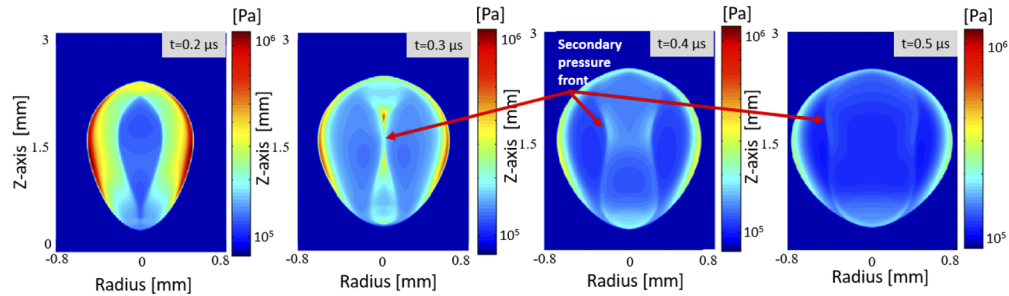 [Pa]
[Pa]
[Pa]
[Pa]
3
t=0.2 µs
10⁶
3
t=0.3 µs
10⁶
3
t=0.4 µs
10⁶
3
t=0.5 µs
10⁶
Secondary
pressure
front
Z-axis [mm]
1.5
Z-axis [mm]
1.5
Z-axis [mm]
1.5
Z-axis [mm]
1.5
0
10⁵
0
10⁵
0
10⁵
0
10⁵
-0.8
0.8
-0.8
0.8
-0.8
0.8
-0.8
0.8
Radius [mm]
Radius [mm]
Radius [mm]
Radius [mm]